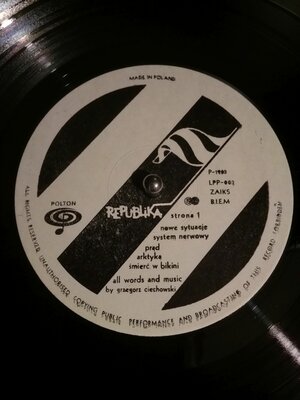 MADE IN POLAND
P-1983
LPP-002
ZAIKS
B.I.E.M
POLTON
REPUBLIKA
strona 1
nowe sytuacje
system nerwowy
prąd
arktyka
śmierć w bikini
all words and music
by grzegorz ciechowski
ALL RIGHTS RESERVED UNAUTHORISED COPYING PUBLIC PERFORMANCE AND BROADCASTING OF THIS RECORD FORBIDDEN